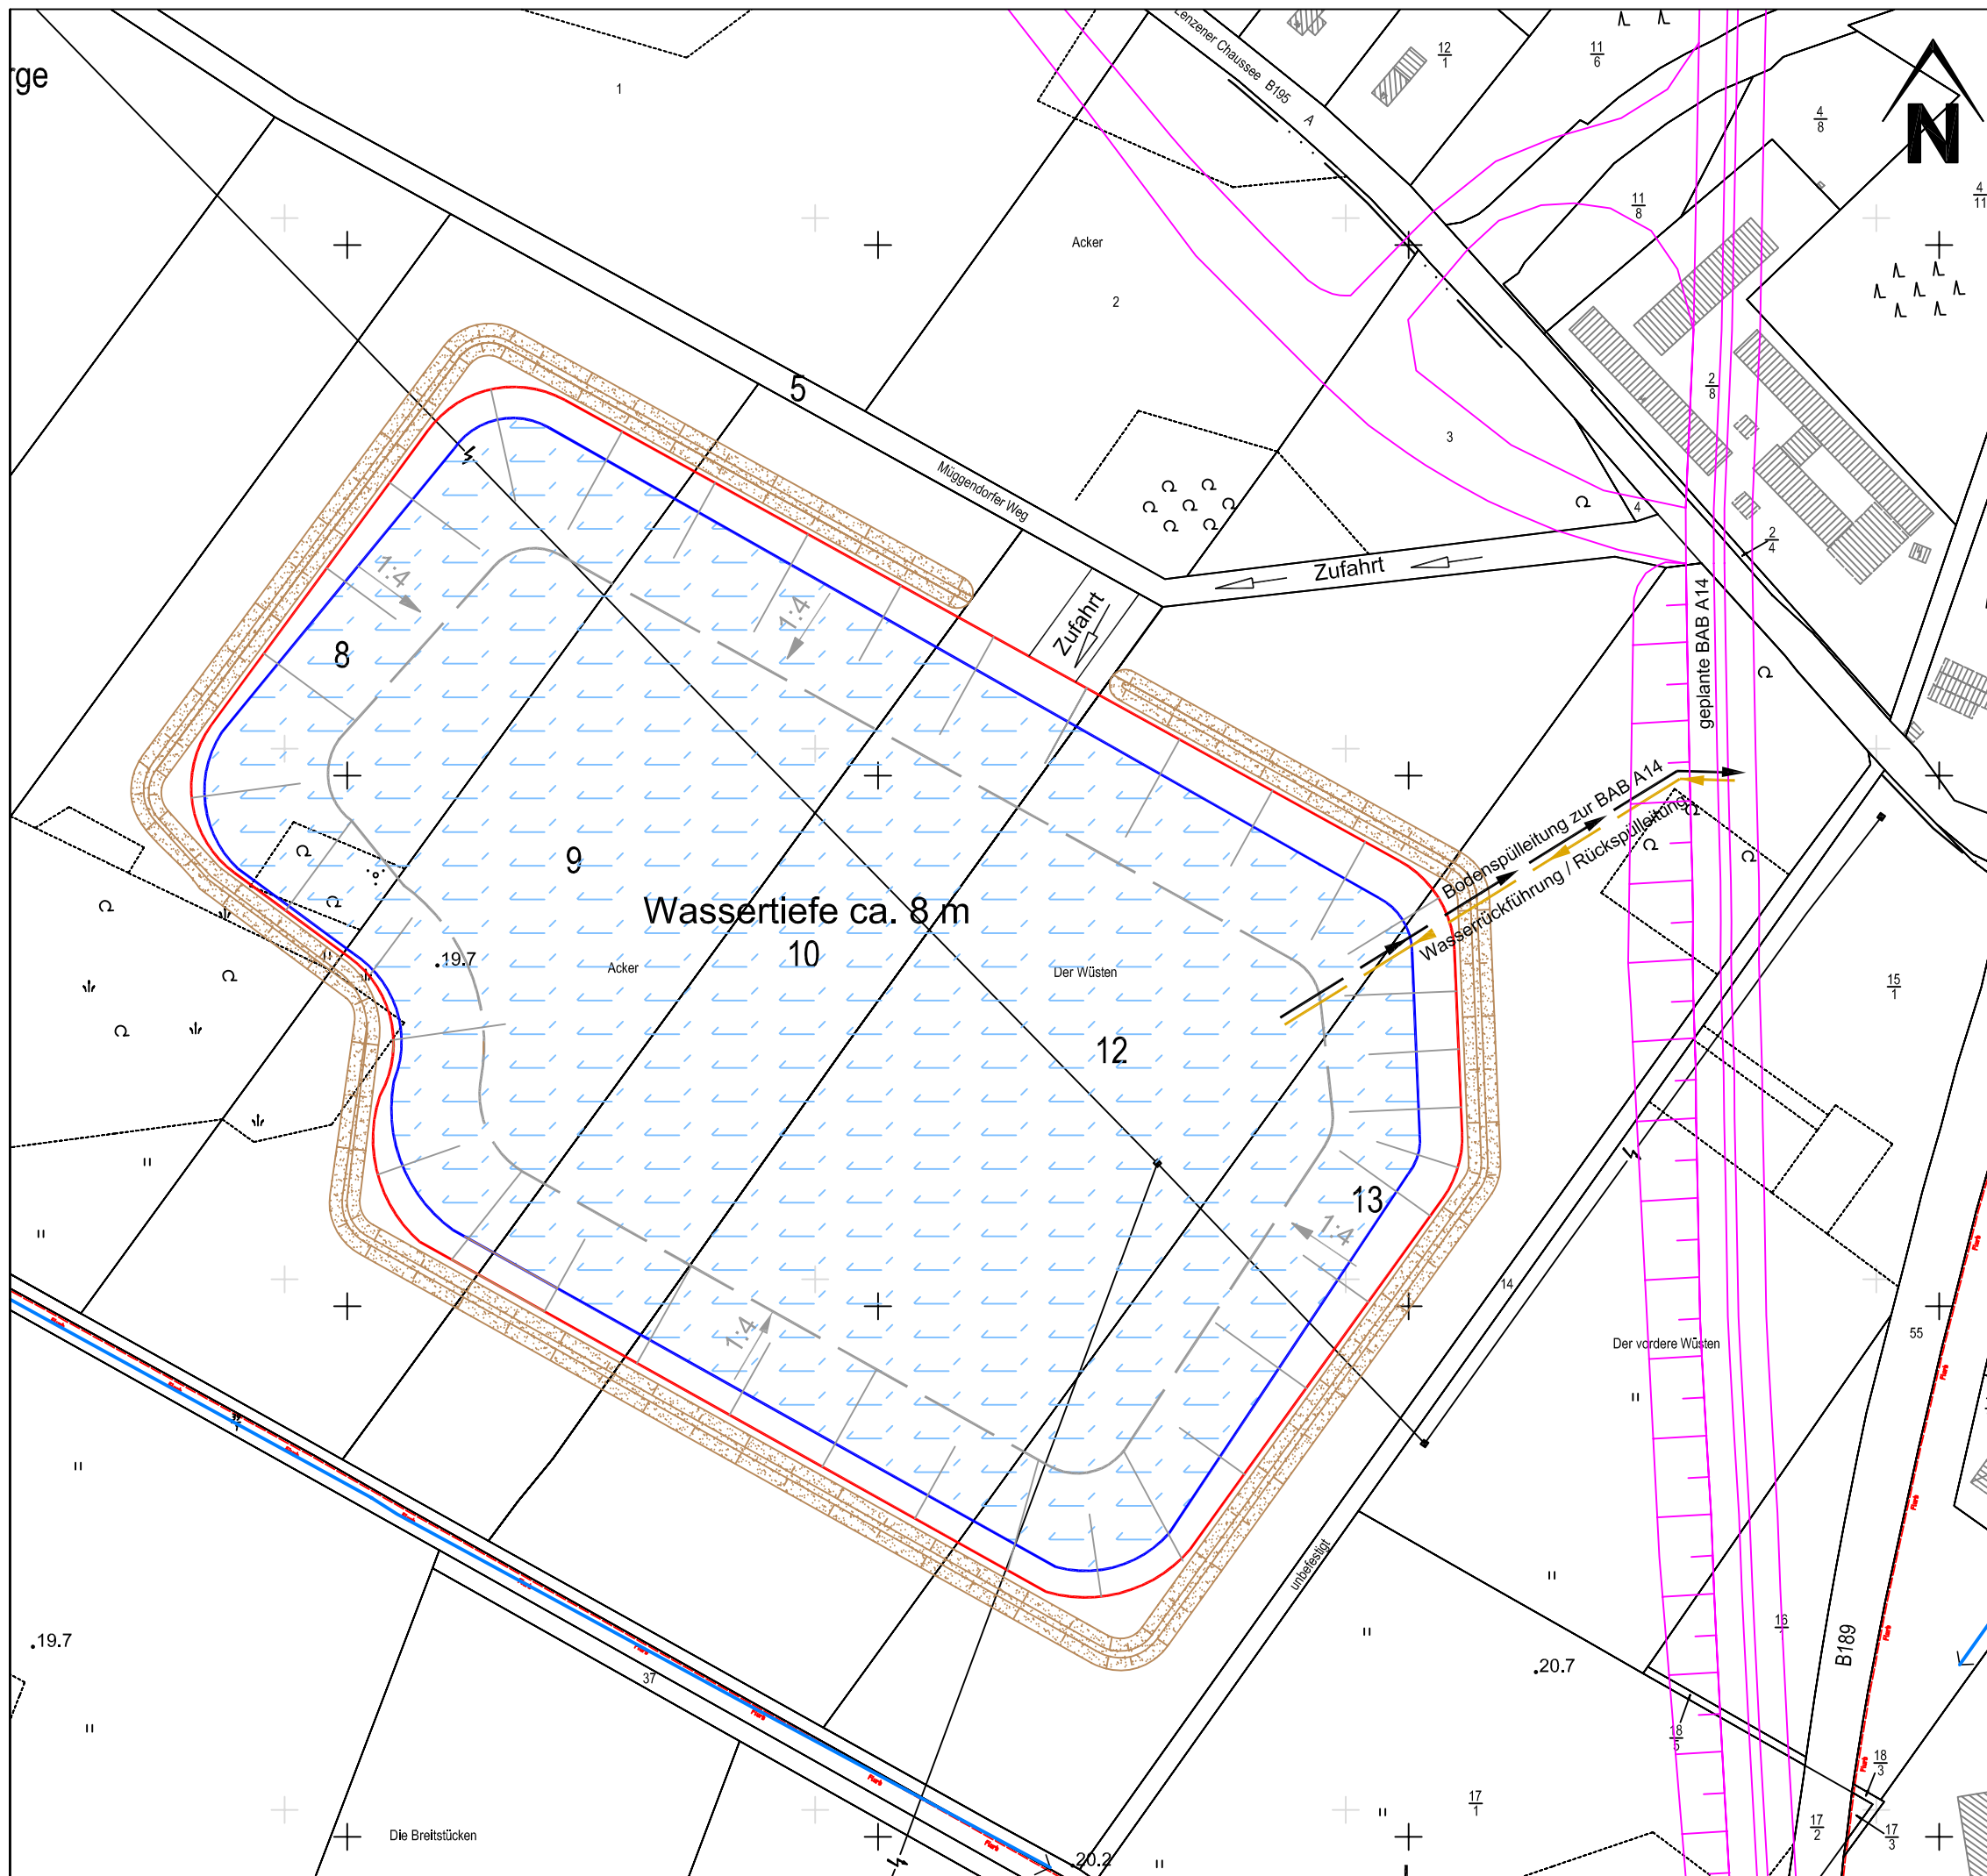 rge
1
Lenzener Chaussee B195
A
12
1
11
6
4
8
N
4
11
11
8
Acker
2
2
8
5
3
Müggendorfer Weg
4
2
4
Zufahrt
Zufahrt
geplante BAB A14
1:4
1:4
8
9
Bodenspülleitung zur BAB A14
Wasserrückführung / Rückspülleitung
Wassertiefe ca. 8 m
10
.19.7
Acker
Der Wüsten
15
1
12
13
1:4
1:4
14
Der vordere Wüsten
55
unbefestigt
16
B189
.19.7
37
.20.7
18
5
18
3
17
1
17
2
17
3
Die Breitstücken
.20.2